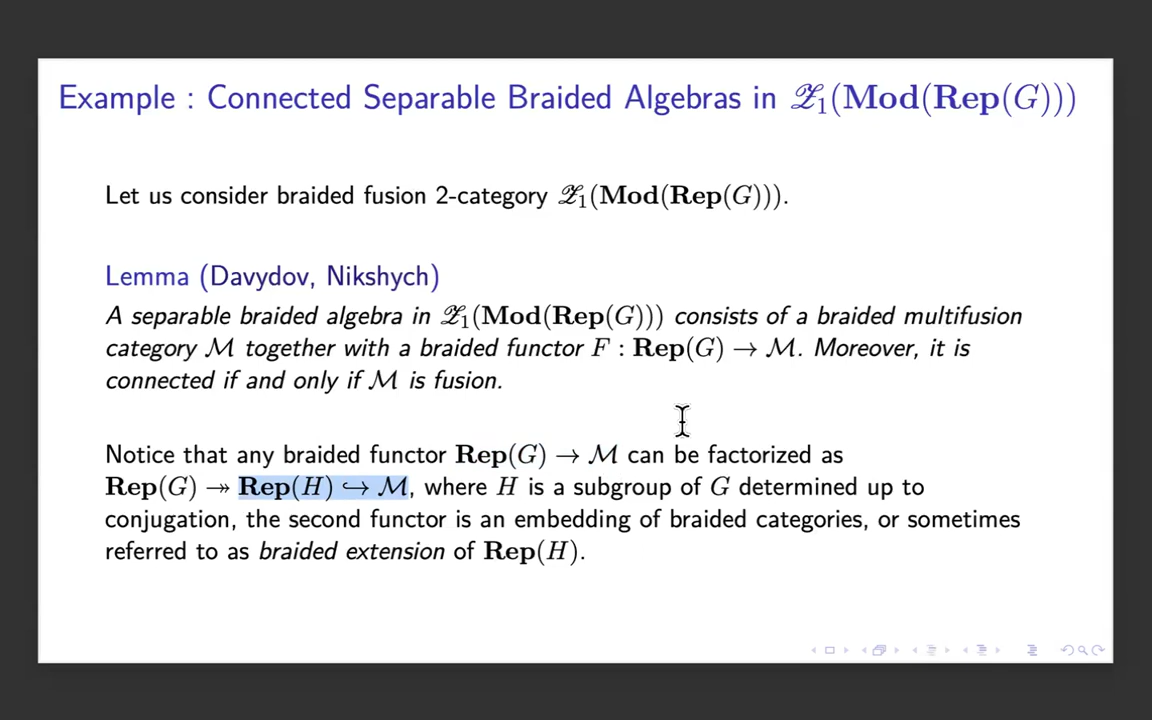 Example : Connected Separable Braided Algebras in 𝒵₁(Mod(Rep(G)))
Let us consider braided fusion 2-category 𝒵₁(Mod(Rep(G))).
Lemma (Davydov, Nikshych)
A separable braided algebra in 𝒵₁(Mod(Rep(G))) consists of a braided multifusion
category ℳ together with a braided functor F : Rep(G) → ℳ. Moreover, it is
connected if and only if ℳ is fusion.
Notice that any braided functor Rep(G) → ℳ can be factorized as
Rep(G) ↠ Rep(H) ↪ ℳ, where H is a subgroup of G determined up to
conjugation, the second functor is an embedding of braided categories, or sometimes
referred to as braided extension of Rep(H).